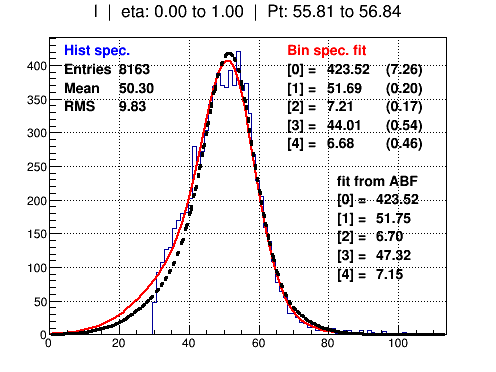 I | eta: 0.00 to 1.00 | Pt: 55.81 to 56.84
Hist spec.
Entries 8163
Mean 50.30
RMS 9.83
Bin spec. fit
[0] = 423.52 (7.26)
[1] = 51.69 (0.20)
[2] = 7.21 (0.17)
[3] = 44.01 (0.54)
[4] = 6.68 (0.46)
fit from ABF
[0] = 423.52
[1] = 51.75
[2] = 6.70
[3] = 47.32
[4] = 7.15
400
350
300
250
200
150
100
50
0
0 20 40 60 80 100